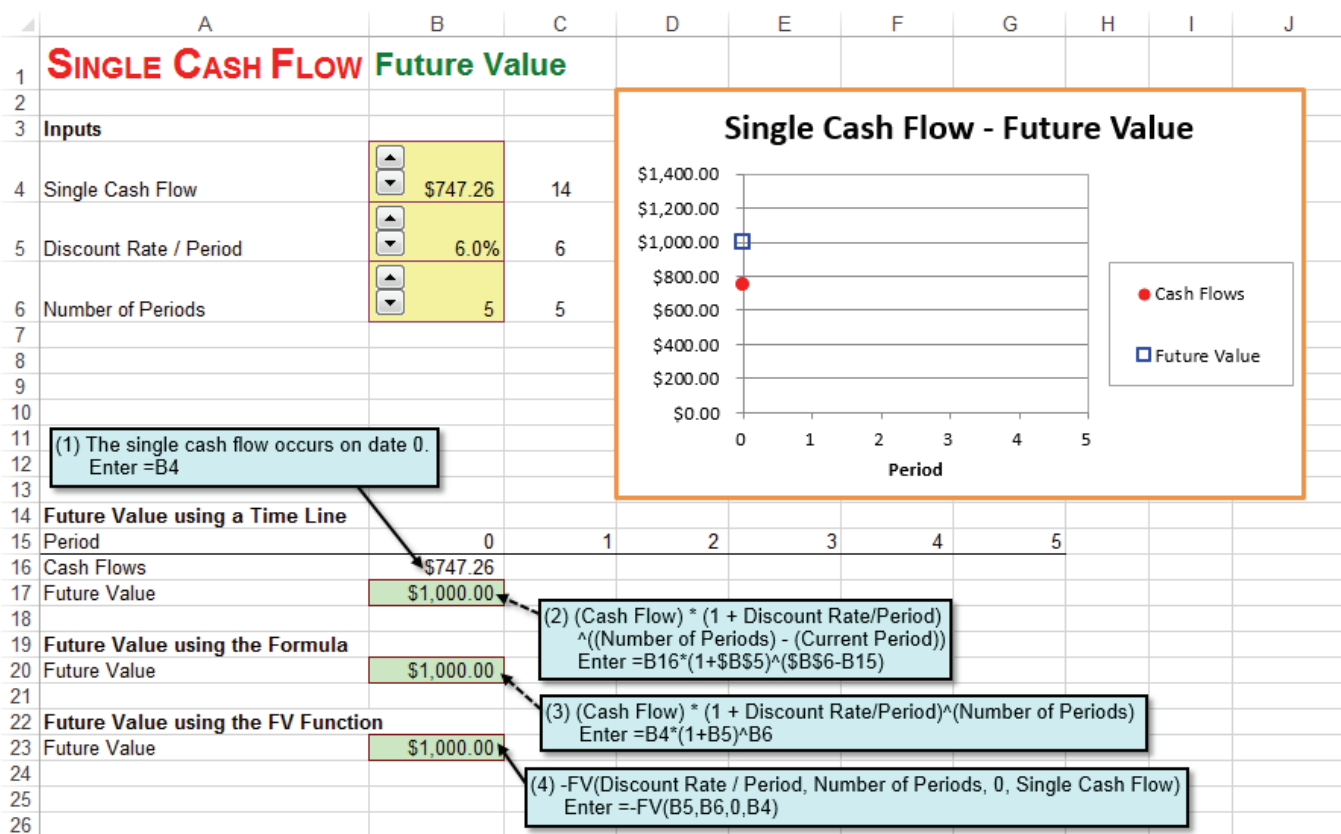 A B C D E F G H I J
1 SINGLE CASH FLOW Future Value
2
3 Inputs
4 Single Cash Flow $747.26 14
5 Discount Rate / Period 6.0% 6
6 Number of Periods 5 5
7
8
9
10
11
12
13
Single Cash Flow - Future Value
$1,400.00
$1,200.00
$1,000.00
$800.00
$600.00
$400.00
$200.00
$0.00
0 1 2 3 4 5
Period
Cash Flows
Future Value
(1) The single cash flow occurs on date 0.
Enter =B4
14 Future Value using a Time Line
15 Period 0 1 2 3 4 5
16 Cash Flows $747.26
17 Future Value $1,000.00
18
(2) (Cash Flow) * (1 + Discount Rate/Period)
^((Number of Periods) - (Current Period))
Enter =B16*(1+$B$5)^($B$6-B15)
19 Future Value using the Formula
20 Future Value $1,000.00
21
(3) (Cash Flow) * (1 + Discount Rate/Period)^(Number of Periods)
Enter =B4*(1+B5)^B6
22 Future Value using the FV Function
23 Future Value $1,000.00
24
25
26
(4) -FV(Discount Rate / Period, Number of Periods, 0, Single Cash Flow)
Enter =-FV(B5,B6,0,B4)